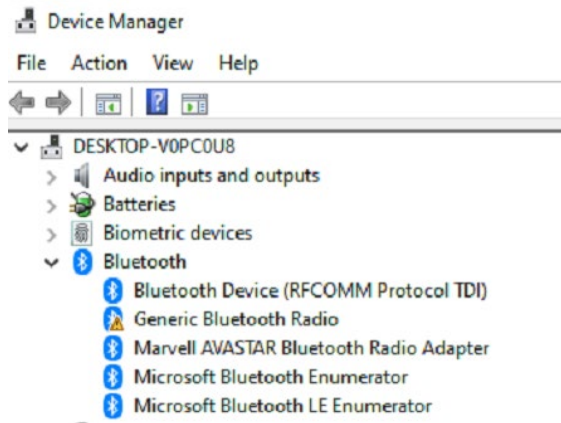 Device Manager
File Action View Help
DESKTOP-V0PC0U8
Audio inputs and outputs
Batteries
Biometric devices
Bluetooth
Bluetooth Device (RFCOMM Protocol TDI)
Generic Bluetooth Radio
Marvell AVASTAR Bluetooth Radio Adapter
Microsoft Bluetooth Enumerator
Microsoft Bluetooth LE Enumerator